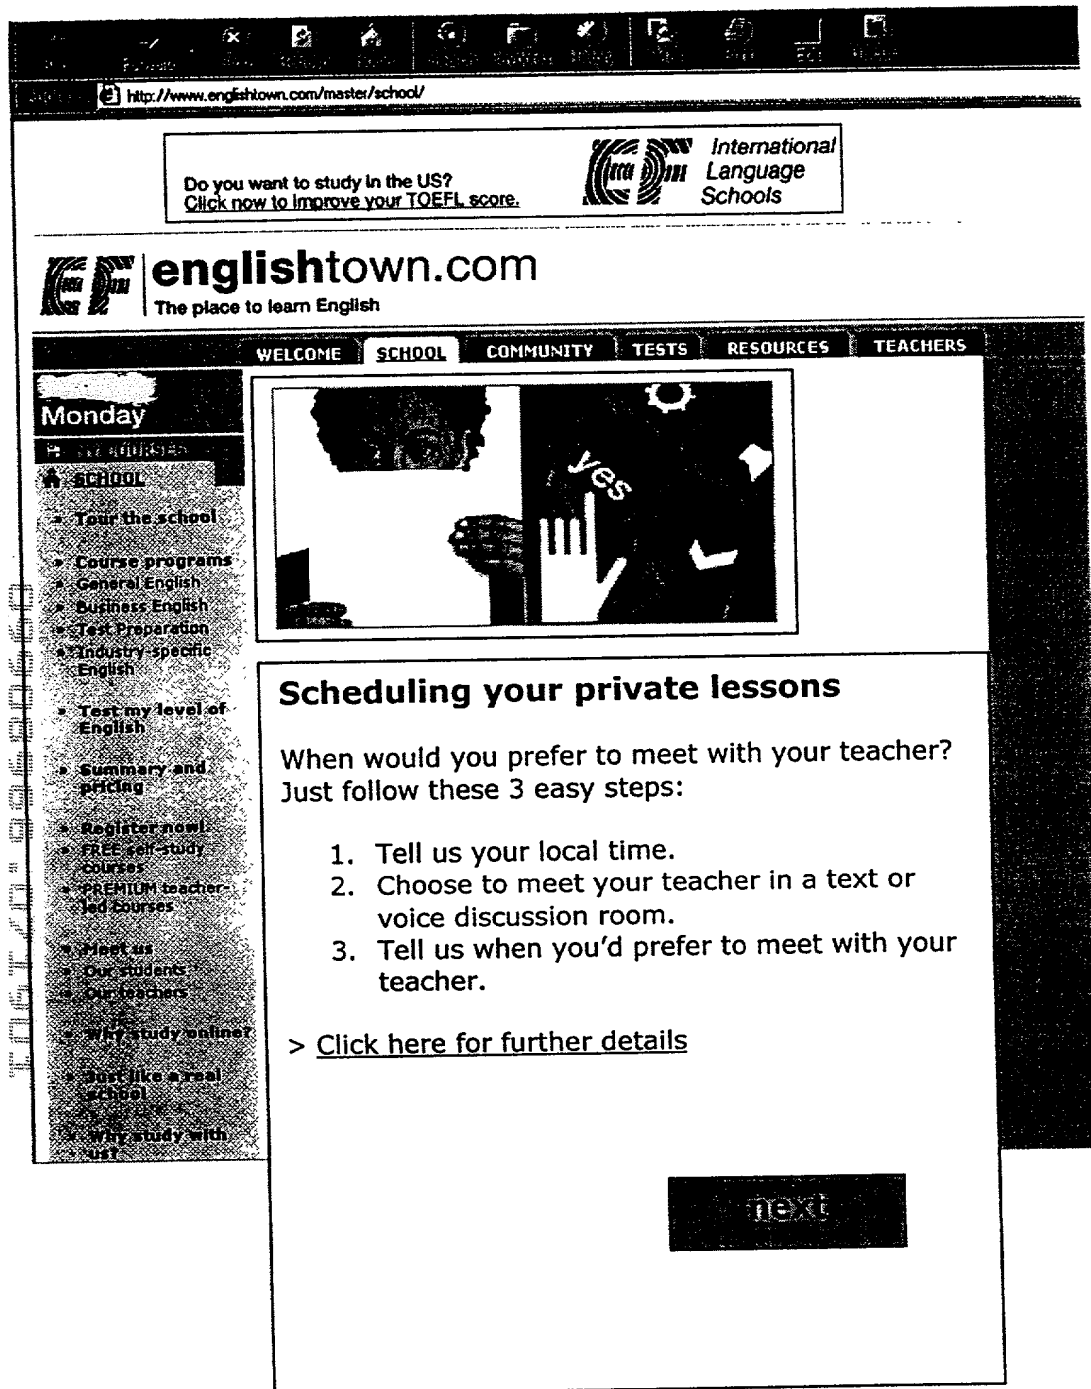 http://www.englishtown.com/master/school/
Do you want to study in the US?
Click now to improve your TOEFL score.
EF
International
Language
Schools
EF
englishtown.com
The place to learn English
WELCOME SCHOOL COMMUNITY TESTS RESOURCES TEACHERS
Monday
MY COURSES
SCHOOL
Tour the school
Course programs
General English
Business English
Test Preparation
Industry-specific
English
Test my level of
English
Summary and
pricing
Register now!
FREE self-study
courses
PREMIUM teacher-
led courses
Meet us
Our students
Our teachers
Why study online?
Just like a real
school
Why study with
us?
yes
Scheduling your private lessons
When would you prefer to meet with your teacher?
Just follow these 3 easy steps:
1. Tell us your local time.
2. Choose to meet your teacher in a text or
voice discussion room.
3. Tell us when you'd prefer to meet with your
teacher.
> Click here for further details
next